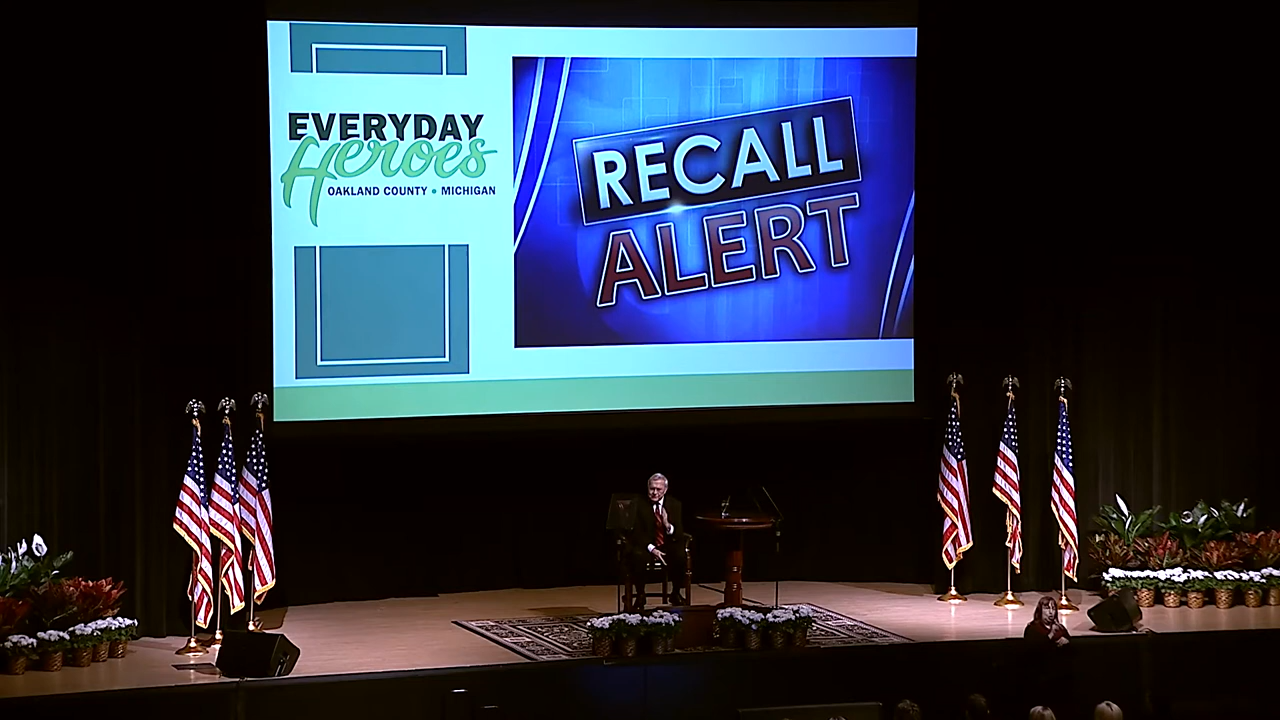 EVERYDAY
Heroes
OAKLAND COUNTY • MICHIGAN
RECALL
ALERT